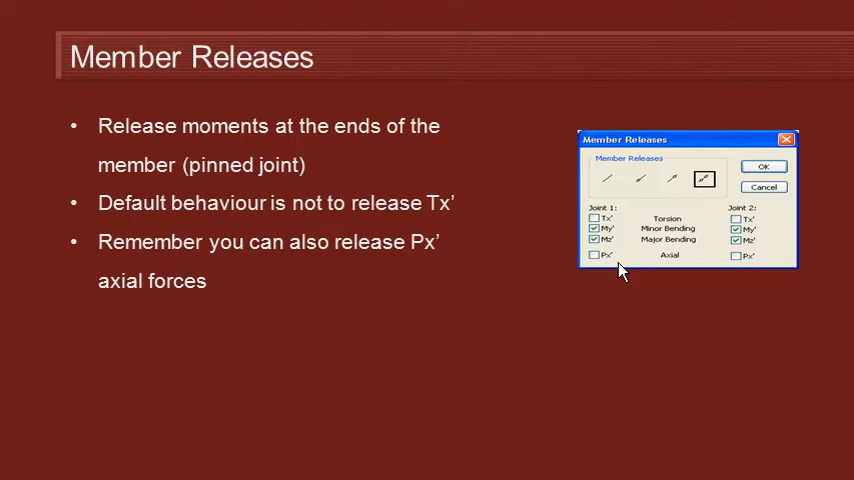 Member Releases
• Release moments at the ends of the
member (pinned joint)
• Default behaviour is not to release Tx’
• Remember you can also release Px’
axial forces
Member Releases
Member Releases
OK
Cancel
Joint 1: Joint 2:
Tx' Torsion Tx'
My' Minor Bending My'
Mz' Major Bending Mz'
Px' Axial Px'